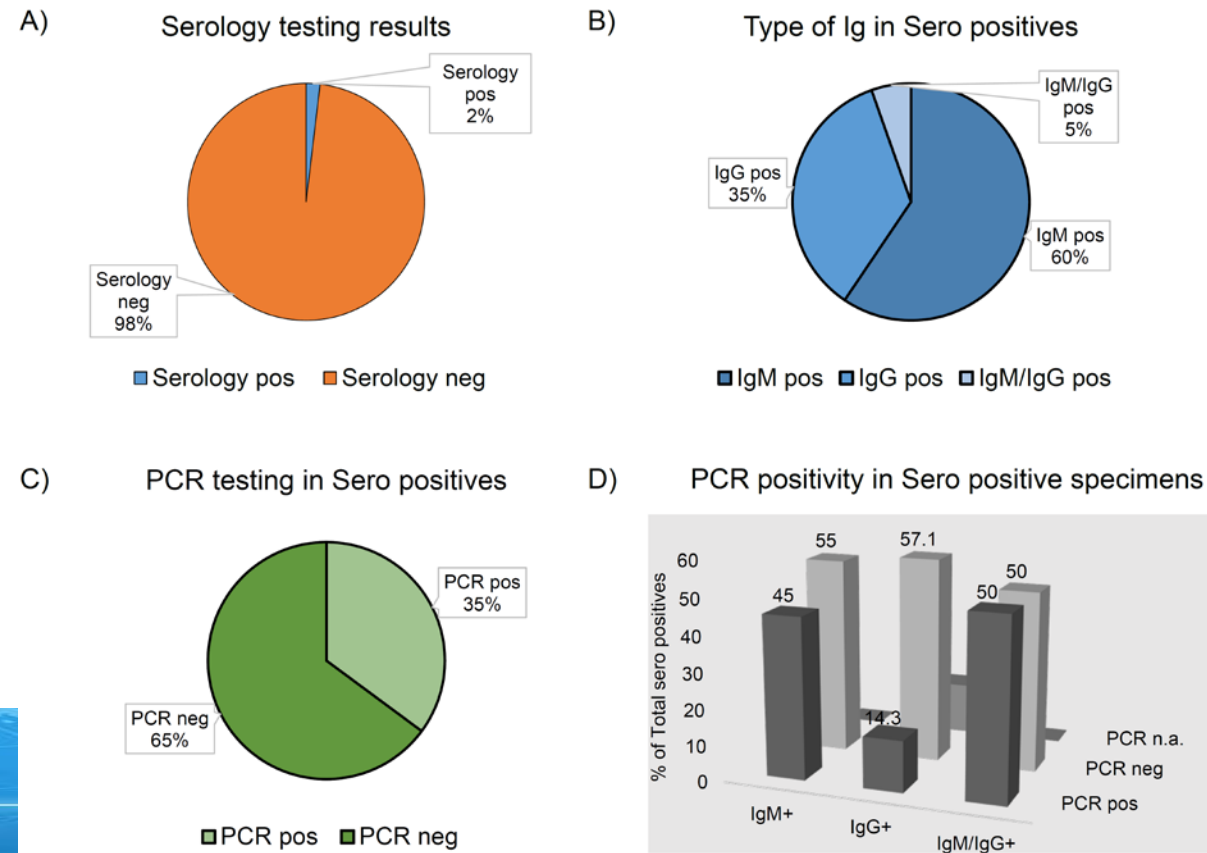 A) Serology testing results
Serology
pos
2%
Serology
neg
98%
Serology pos Serology neg
B) Type of Ig in Sero positives
IgM/IgG
pos
5%
IgG pos
35%
IgM pos
60%
IgM pos IgG pos IgM/IgG pos
C) PCR testing in Sero positives
PCR pos
35%
PCR neg
65%
PCR pos PCR neg
D) PCR positivity in Sero positive specimens
% of Total sero positives
60
50
40
30
20
10
0
55
57.1
50
45
14.3
50
PCR n.a.
PCR neg
PCR pos
IgM+
IgG+
IgM/IgG+